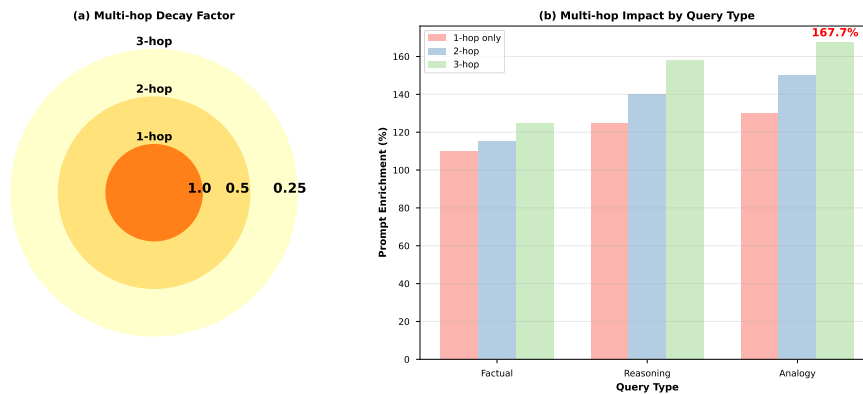 (a) Multi-hop Decay Factor
3-hop
2-hop
1-hop
1.0 0.5 0.25
(b) Multi-hop Impact by Query Type
167.7%
1-hop only
2-hop
3-hop
Prompt Enrichment (%)
160
140
120
100
80
60
40
20
0
Factual Reasoning Analogy
Query Type